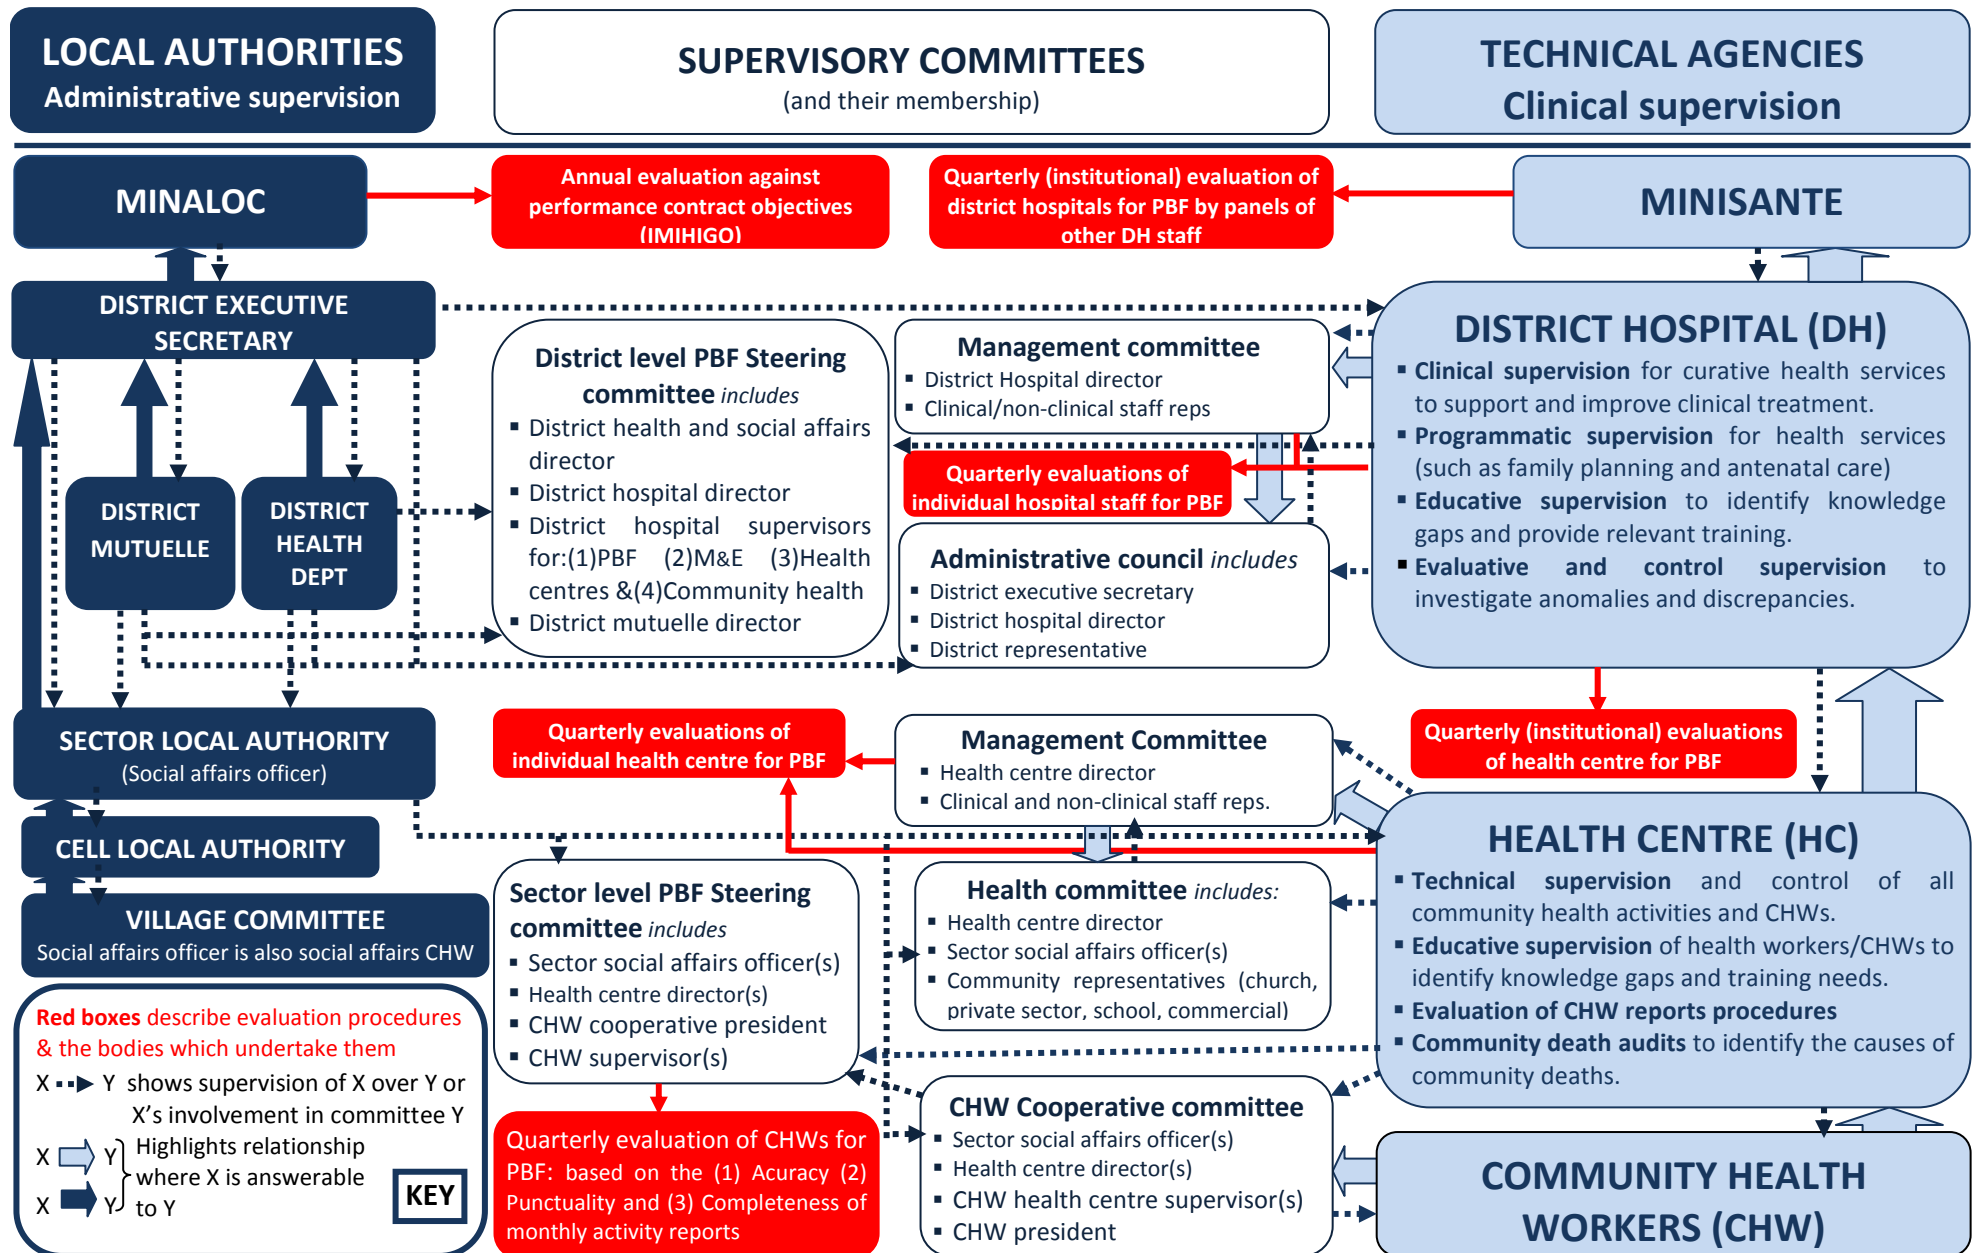 LOCAL AUTHORITIES
Administrative supervision
SUPERVISORY COMMITTEES
(and their membership)
TECHNICAL AGENCIES
Clinical supervision
MINALOC
Annual evaluation against
performance contract objectives
(IMIHIGO)
Quarterly (institutional) evaluation of
district hospitals for PBF by panels of
other DH staff
MINISANTE
DISTRICT EXECUTIVE
SECRETARY
District level PBF Steering
committee includes
▪ District health and social affairs
director
▪ District hospital director
▪ District hospital supervisors
for:(1)PBF (2)M&E (3)Health
centres &(4)Community health
▪ District mutuelle director
Management committee
▪ District Hospital director
▪ Clinical/non-clinical staff reps
Quarterly evaluations of
individual hospital staff for PBF
Administrative council includes
▪ District executive secretary
▪ District hospital director
▪ District representative
DISTRICT HOSPITAL (DH)
▪ Clinical supervision for curative health services
to support and improve clinical treatment.
▪ Programmatic supervision for health services
(such as family planning and antenatal care)
▪ Educative supervision to identify knowledge
gaps and provide relevant training.
▪ Evaluative and control supervision to
investigate anomalies and discrepancies.
DISTRICT
MUTUELLE
DISTRICT
HEALTH
DEPT
SECTOR LOCAL AUTHORITY
(Social affairs officer)
Quarterly evaluations of
individual health centre for PBF
Management Committee
▪ Health centre director
▪ Clinical and non-clinical staff reps.
Quarterly (institutional) evaluations
of health centre for PBF
CELL LOCAL AUTHORITY
VILLAGE COMMITTEE
Social affairs officer is also social affairs CHW
Sector level PBF Steering
committee includes
▪ Sector social affairs officer(s)
▪ Health centre director(s)
▪ CHW cooperative president
▪ CHW supervisor(s)
Health committee includes:
▪ Health centre director
▪ Sector social affairs officer(s)
▪ Community representatives (church,
private sector, school, commercial)
HEALTH CENTRE (HC)
▪ Technical supervision and control of all
community health activities and CHWs.
▪ Educative supervision of health workers/CHWs to
identify knowledge gaps and training needs.
▪ Evaluation of CHW reports procedures
▪ Community death audits to identify the causes of
community deaths.
Red boxes describe evaluation procedures
& the bodies which undertake them
X Y shows supervision of X over Y or
X's involvement in committee Y
X Y Highlights relationship
where X is answerable
X Y to Y
KEY
Quarterly evaluation of CHWs for
PBF: based on the (1) Acuracy (2)
Punctuality and (3) Completeness of
monthly activity reports
CHW Cooperative committee
▪ Sector social affairs officer(s)
▪ Health centre director(s)
▪ CHW health centre supervisor(s)
▪ CHW president
COMMUNITY HEALTH
WORKERS (CHW)